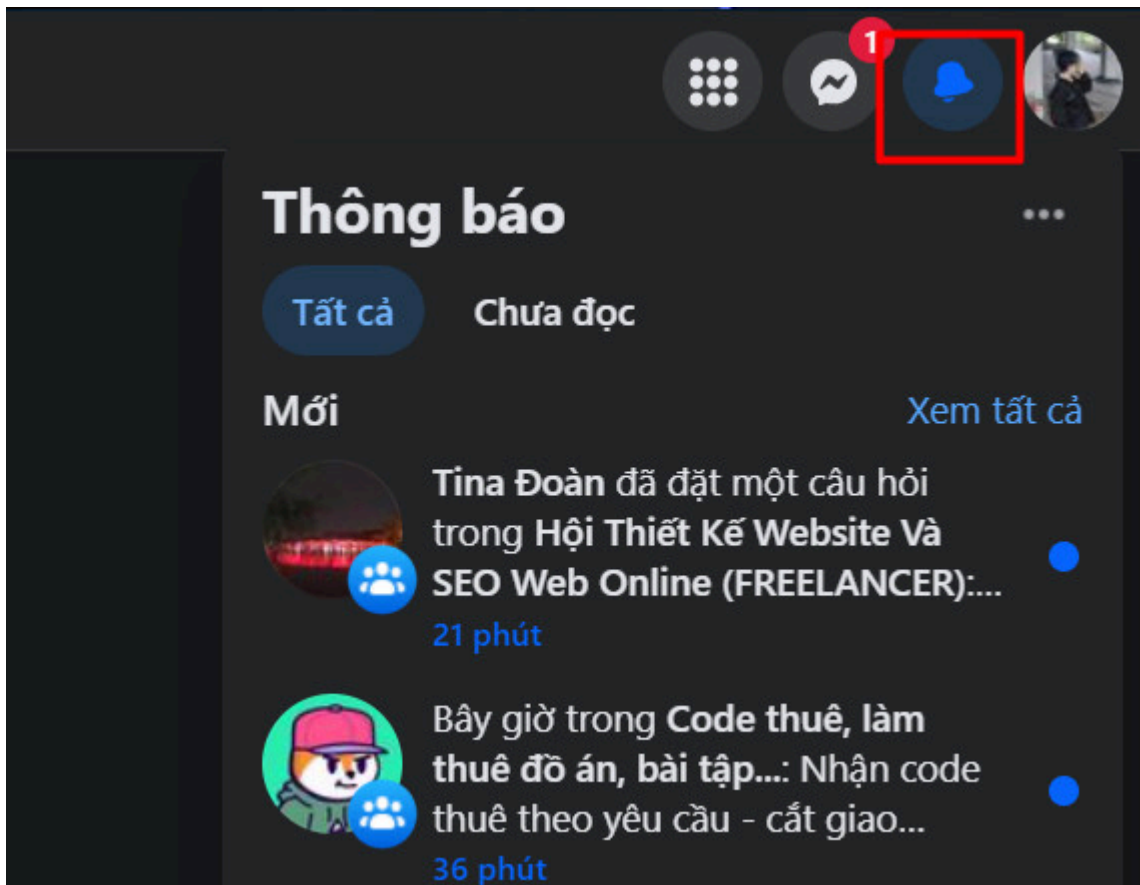 1
Thông báo
Tất cả
Chưa đọc
Mới
Xem tất cả
Tina Đoàn đã đặt một câu hỏi
trong Hội Thiết Kế Website Và
SEO Web Online (FREELANCER):...
21 phút
Bây giờ trong Code thuê, làm
thuê đồ án, bài tập...: Nhận code
thuê theo yêu cầu - cắt giao...
36 phút